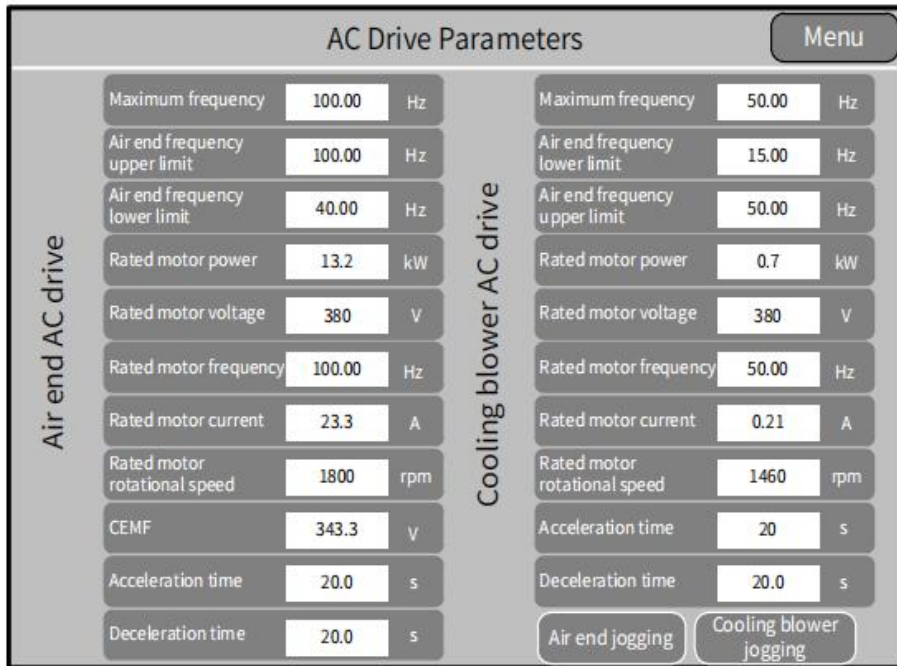 AC Drive Parameters
Menu
Air end AC drive
Maximum frequency 100.00 Hz
Air end frequency
upper limit 100.00 Hz
Air end frequency
lower limit 40.00 Hz
Rated motor power 13.2 kW
Rated motor voltage 380 V
Rated motor frequency 100.00 Hz
Rated motor current 23.3 A
Rated motor
rotational speed 1800 rpm
CEMF 343.3 V
Acceleration time 20.0 s
Deceleration time 20.0 s
Cooling blower AC drive
Maximum frequency 50.00 Hz
Air end frequency
lower limit 15.00 Hz
Air end frequency
upper limit 50.00 Hz
Rated motor power 0.7 kW
Rated motor voltage 380 V
Rated motor frequency 50.00 Hz
Rated motor current 0.21 A
Rated motor
rotational speed 1460 rpm
Acceleration time 20 s
Deceleration time 20.0 s
Air end jogging
Cooling blower
jogging